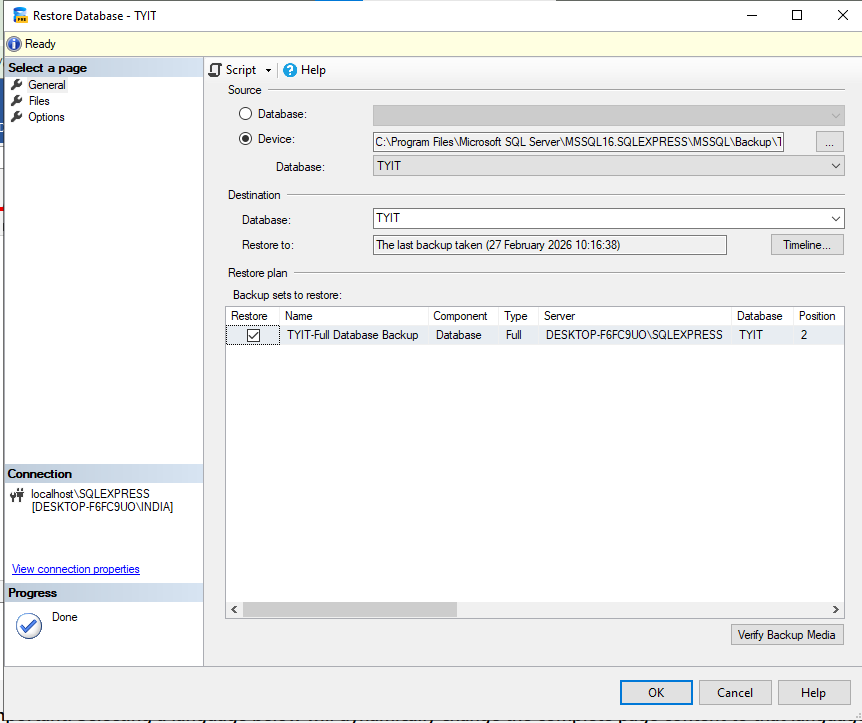 Restore Database - TYIT
Ready
Select a page
General
Files
Options
Script
Help
Source
Database:
Device:
C:\Program Files\Microsoft SQL Server\MSSQL16.SQLEXPRESS\MSSQL\Backup\T
...
Database:
TYIT
Destination
Database:
TYIT
Restore to:
The last backup taken (27 February 2026 10:16:38)
Timeline...
Restore plan
Backup sets to restore:
Restore Name Component Type Server Database Position
TYIT-Full Database Backup Database Full DESKTOP-F6FC9UO\SQLEXPRESS TYIT 2
Connection
localhost\SQLEXPRESS
[DESKTOP-F6FC9UO\INDIA]
View connection properties
Progress
Done
Verify Backup Media
OK
Cancel
Help